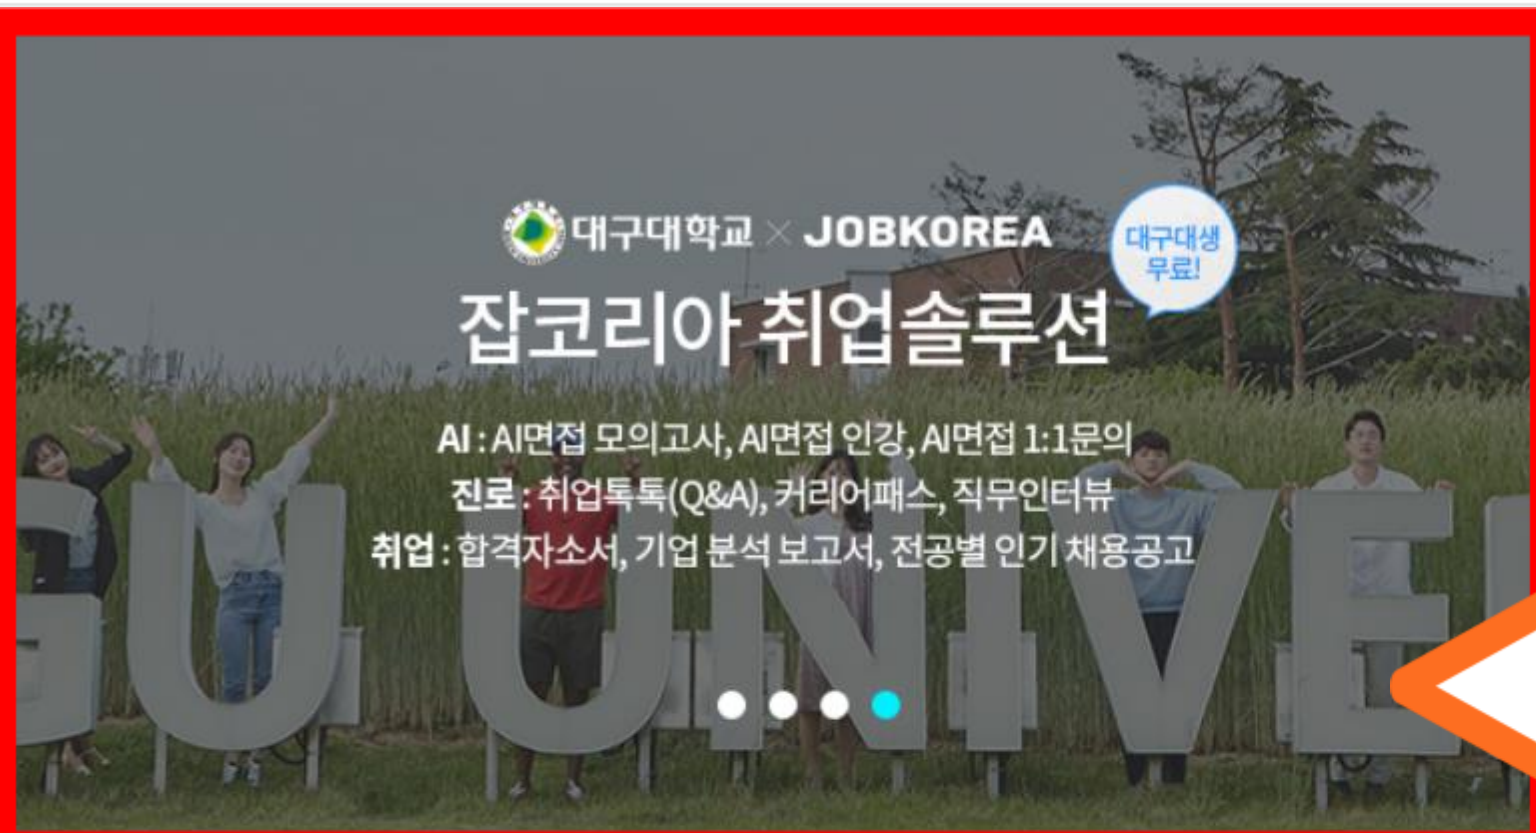 대구대학교 × JOBKOREA
대구대생
무료!
잡코리아 취업솔루션
AI : AI면접 모의고사, AI면접 인강, AI면접 1:1문의
진로 : 취업톡톡(Q&A), 커리어패스, 직무인터뷰
취업 : 합격자소서, 기업 분석 보고서, 전공별 인기 채용공고
GU UNIVE